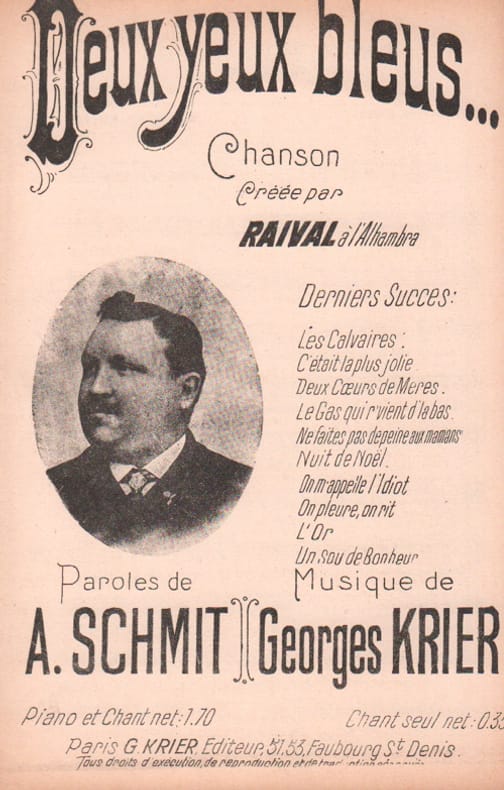 Deux yeux bleus...
Chanson
Créée par
RAIVAL à l'Alhambra
Derniers Succes:
Les Calvaires:
C'était la plus jolie
Deux Cœurs de Meres.
Le Gas qui r'vient d'la bas.
Ne faites pas de peine aux mamans
Nuit de Noël.
On m'appelle l'Idiot
On pleure, on rit
L'Or
Un sou de Bonheur
Paroles de
A. SCHMIT
Musique de
Georges KRIER
Piano et Chant net: 1.70
Chant seul net: 0.35
Paris G. KRIER, Editeur, 51,53, Faubourg St Denis.
Tous droits d'exécution, de reproduction et de